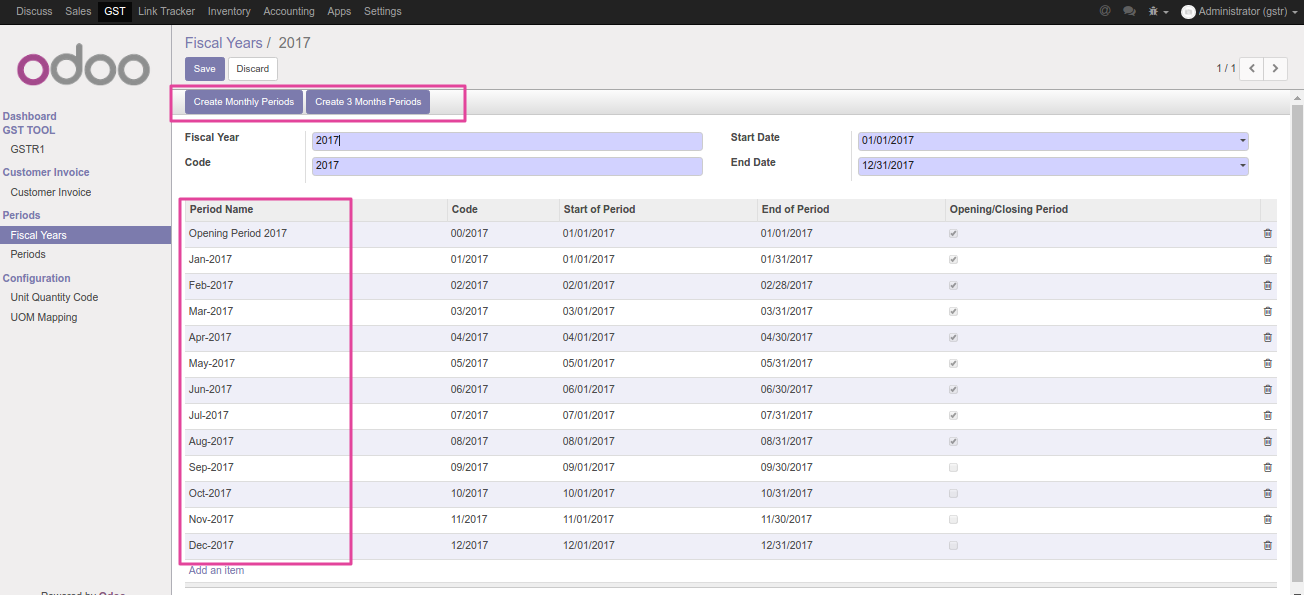 Discuss Sales GST Link Tracker Inventory Accounting Apps Settings @ Administrator (gstr)
odoo
Dashboard
GST TOOL
GSTR1
Customer Invoice
Customer Invoice
Periods
Fiscal Years
Periods
Configuration
Unit Quantity Code
UOM Mapping
Powered by Odoo
Fiscal Years / 2017
Save Discard 1 / 1
Create Monthly Periods Create 3 Months Periods
Fiscal Year 2017 Start Date 01/01/2017
Code 2017 End Date 12/31/2017
Period Name Code Start of Period End of Period Opening/Closing Period
Opening Period 2017 00/2017 01/01/2017 01/01/2017
Jan-2017 01/2017 01/01/2017 01/31/2017
Feb-2017 02/2017 02/01/2017 02/28/2017
Mar-2017 03/2017 03/01/2017 03/31/2017
Apr-2017 04/2017 04/01/2017 04/30/2017
May-2017 05/2017 05/01/2017 05/31/2017
Jun-2017 06/2017 06/01/2017 06/30/2017
Jul-2017 07/2017 07/01/2017 07/31/2017
Aug-2017 08/2017 08/01/2017 08/31/2017
Sep-2017 09/2017 09/01/2017 09/30/2017
Oct-2017 10/2017 10/01/2017 10/31/2017
Nov-2017 11/2017 11/01/2017 11/30/2017
Dec-2017 12/2017 12/01/2017 12/31/2017
Add an item